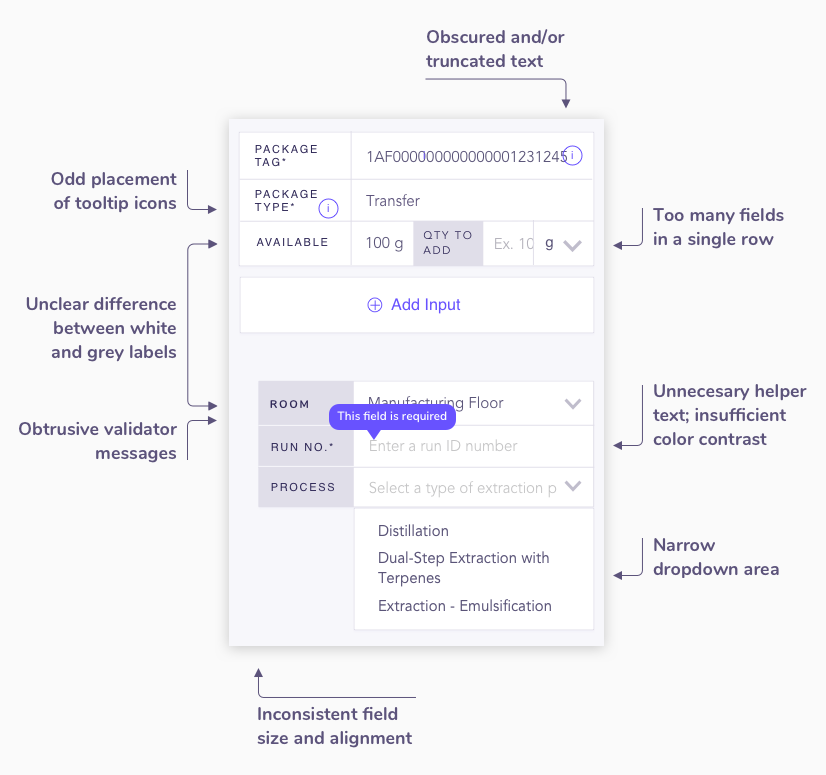 Obscured and/or
truncated text
Odd placement
of tooltip icons
Unclear difference
between white
and grey labels
Obtrusive validator
messages
PACKAGE
TAG*
1AF000000000000001231245
i
PACKAGE
TYPE*
i
Transfer
AVAILABLE
100 g
QTY TO
ADD
Ex. 10
g
Add Input
ROOM
Manufacturing Floor
This field is required
RUN NO.*
Enter a run ID number
PROCESS
Select a type of extraction p
Distillation
Dual-Step Extraction with
Terpenes
Extraction - Emulsification
Too many fields
in a single row
Unnecesary helper
text; insufficient
color contrast
Narrow
dropdown area
Inconsistent field
size and alignment